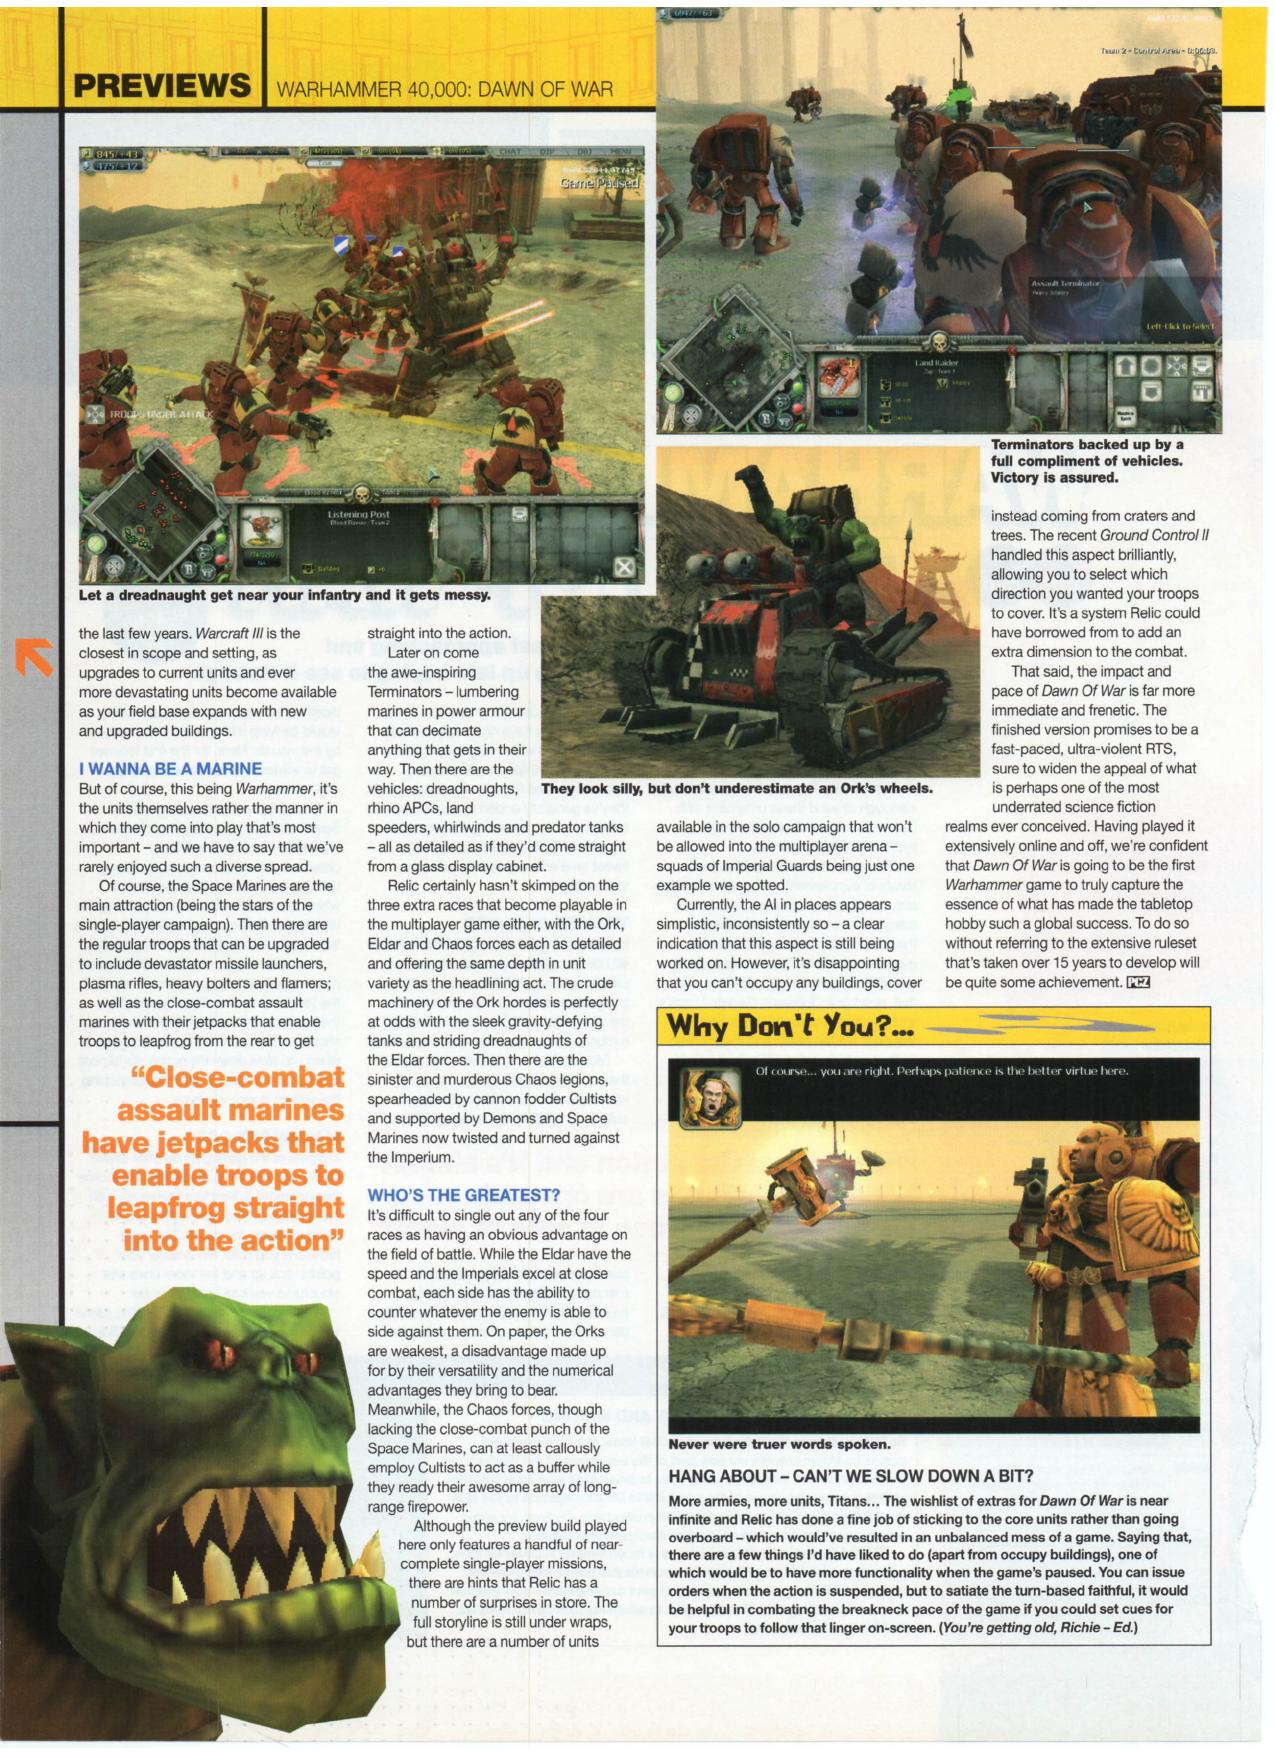 PREVIEWS
WARHAMMER 40,000: DAWN OF WAR
845/+43
175/+12
CHAT
MENU
Game Paused
TROOPS UNDER ATTACK
Listening Post
Building
Let a dreadnaught get near your infantry and it gets messy.
Team 2 - Control Area - 0:06:03.
Assault Terminator
Heavy Infantry
Left-Click to Select
Land Raider
Terminators backed up by a
full compliment of vehicles.
Victory is assured.
They look silly, but don't underestimate an Ork's wheels.
the last few years. Warcraft III is the
closest in scope and setting, as
upgrades to current units and ever
more devastating units become available
as your field base expands with new
and upgraded buildings.
I WANNA BE A MARINE
But of course, this being Warhammer, it's
the units themselves rather the manner in
which they come into play that's most
important – and we have to say that we've
rarely enjoyed such a diverse spread.
Of course, the Space Marines are the
main attraction (being the stars of the
single-player campaign). Then there are
the regular troops that can be upgraded
to include devastator missile launchers,
plasma rifles, heavy bolters and flamers;
as well as the close-combat assault
marines with their jetpacks that enable
troops to leapfrog from the rear to get
“Close-combat
assault marines
have jetpacks that
enable troops to
leapfrog straight
into the action”
straight into the action.
Later on come
the awe-inspiring
Terminators – lumbering
marines in power armour
that can decimate
anything that gets in their
way. Then there are the
vehicles: dreadnoughts,
rhino APCs, land
speeders, whirlwinds and predator tanks
– all as detailed as if they'd come straight
from a glass display cabinet.
Relic certainly hasn't skimped on the
three extra races that become playable in
the multiplayer game either, with the Ork,
Eldar and Chaos forces each as detailed
and offering the same depth in unit
variety as the headlining act. The crude
machinery of the Ork hordes is perfectly
at odds with the sleek gravity-defying
tanks and striding dreadnaughts of
the Eldar forces. Then there are the
sinister and murderous Chaos legions,
spearheaded by cannon fodder Cultists
and supported by Demons and Space
Marines now twisted and turned against
the Imperium.
WHO'S THE GREATEST?
It's difficult to single out any of the four
races as having an obvious advantage on
the field of battle. While the Eldar have the
speed and the Imperials excel at close
combat, each side has the ability to
counter whatever the enemy is able to
side against them. On paper, the Orks
are weakest, a disadvantage made up
for by their versatility and the numerical
advantages they bring to bear.
Meanwhile, the Chaos forces, though
lacking the close-combat punch of the
Space Marines, can at least callously
employ Cultists to act as a buffer while
they ready their awesome array of long-
range firepower.
Although the preview build played
here only features a handful of near-
complete single-player missions,
there are hints that Relic has a
number of surprises in store. The
full storyline is still under wraps,
but there are a number of units
available in the solo campaign that won't
be allowed into the multiplayer arena –
squads of Imperial Guards being just one
example we spotted.
Currently, the AI in places appears
simplistic, inconsistently so – a clear
indication that this aspect is still being
worked on. However, it's disappointing
that you can't occupy any buildings, cover
instead coming from craters and
trees. The recent Ground Control II
handled this aspect brilliantly,
allowing you to select which
direction you wanted your troops
to cover. It's a system Relic could
have borrowed from to add an
extra dimension to the combat.
That said, the impact and
pace of Dawn Of War is far more
immediate and frenetic. The
finished version promises to be a
fast-paced, ultra-violent RTS,
sure to widen the appeal of what
is perhaps one of the most
underrated science fiction
realms ever conceived. Having played it
extensively online and off, we're confident
that Dawn Of War is going to be the first
Warhammer game to truly capture the
essence of what has made the tabletop
hobby such a global success. To do so
without referring to the extensive ruleset
that's taken over 15 years to develop will
be quite some achievement. PCZ
Why Don't You?...
Of course... you are right. Perhaps patience is the better virtue here.
Never were truer words spoken.
HANG ABOUT – CAN'T WE SLOW DOWN A BIT?
More armies, more units, Titans... The wishlist of extras for Dawn Of War is near
infinite and Relic has done a fine job of sticking to the core units rather than going
overboard – which would've resulted in an unbalanced mess of a game. Saying that,
there are a few things I'd have liked to do (apart from occupy buildings), one of
which would be to have more functionality when the game's paused. You can issue
orders when the action is suspended, but to satiate the turn-based faithful, it would
be helpful in combating the breakneck pace of the game if you could set cues for
your troops to follow that linger on-screen. (You're getting old, Richie – Ed.)